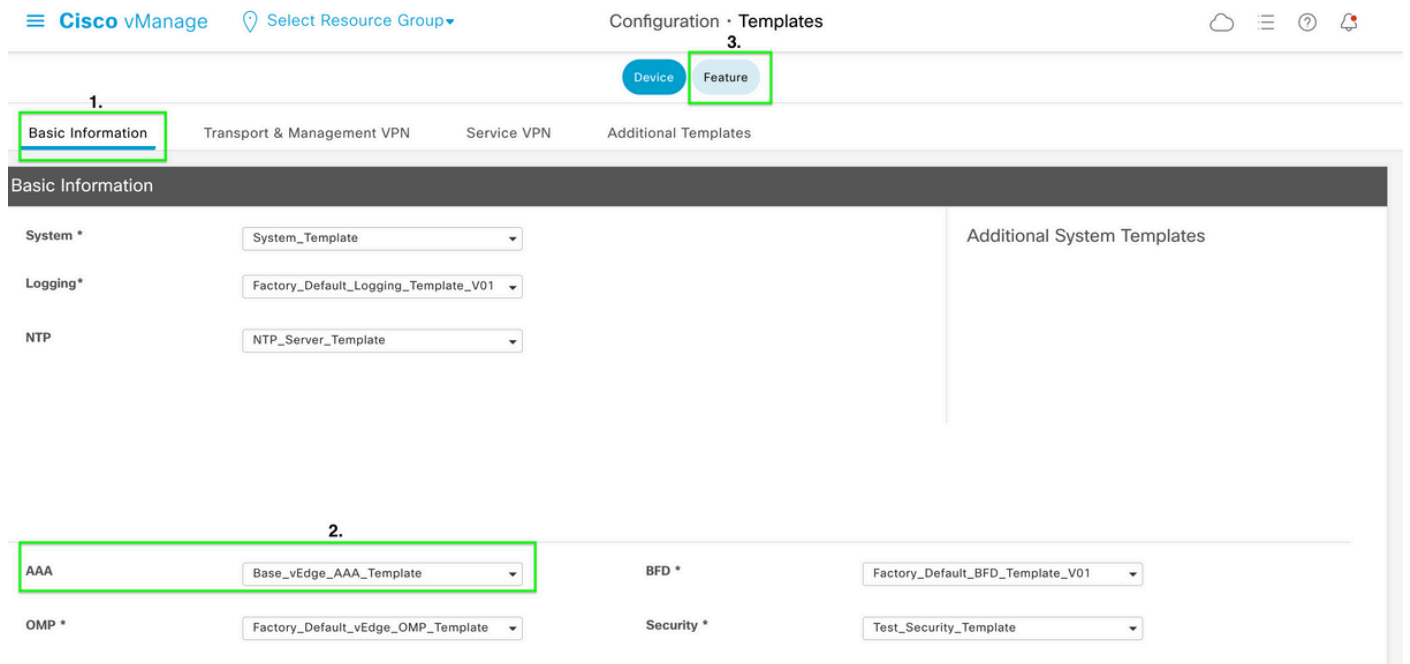 Cisco vManage
Select Resource Group
Configuration · Templates
3.
Device
Feature
1.
Basic Information
Transport & Management VPN
Service VPN
Additional Templates
Basic Information
System *
System_Template
Additional System Templates
Logging*
Factory_Default_Logging_Template_V01
NTP
NTP_Server_Template
2.
AAA
Base_vEdge_AAA_Template
BFD *
Factory_Default_BFD_Template_V01
OMP *
Factory_Default_vEdge_OMP_Template
Security *
Test_Security_Template